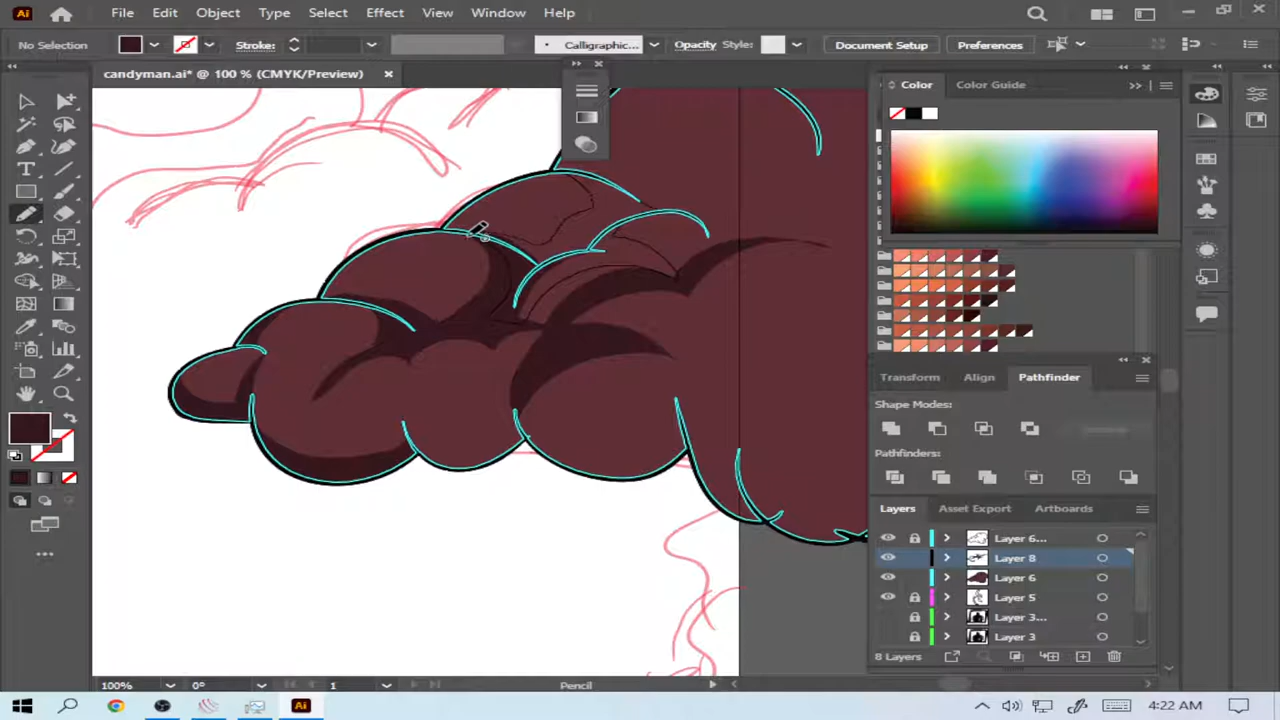 Ai File Edit Object Type Select Effect View Window Help
No Selection Stroke: Calligraphic... Opacity Style: Document Setup Preferences
candyman.ai* @ 100 % (CMYK/Preview)
Color Color Guide
Transform Align Pathfinder
Shape Modes:
Pathfinders:
Layers Asset Export Artboards
Layer 6...
Layer 8
Layer 6
Layer 5
Layer 3...
Layer 3
8 Layers
100% 0° 1 Pencil
Ai 4:22 AM